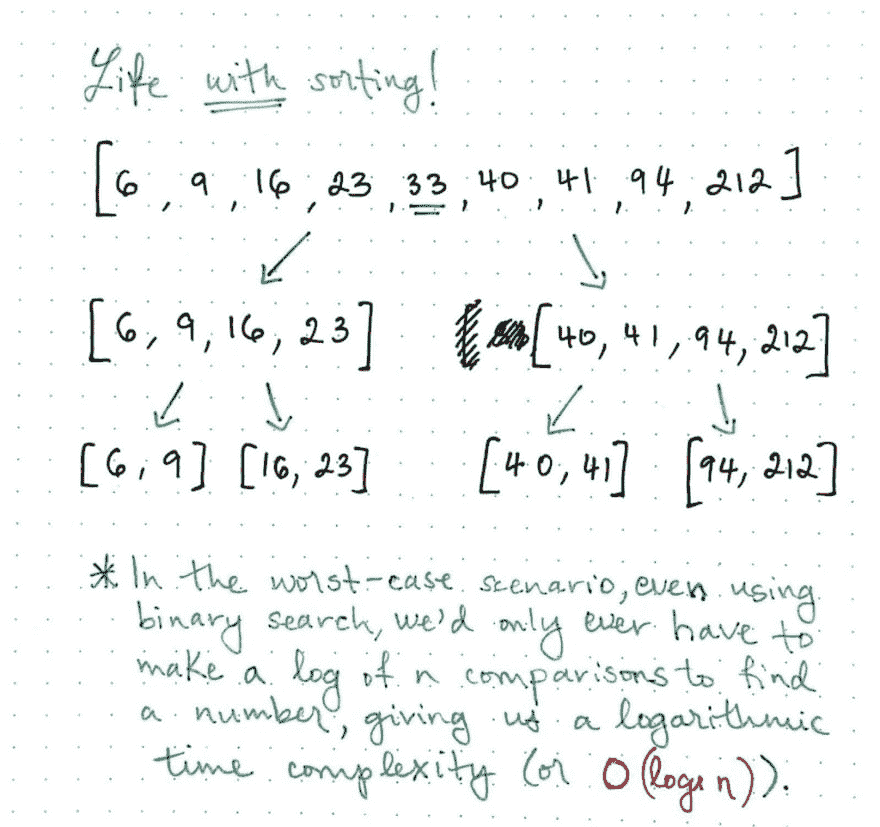 Life with sorting!
[6, 9, 16, 23, 33, 40, 41, 94, 212]
[6, 9, 16, 23] [40, 41, 94, 212]
[6, 9] [16, 23] [40, 41] [94, 212]
* In the worst-case scenario, even using
binary search, we'd only ever have to
make a log of n comparisons to find
a number, giving us a logarithmic
time complexity (or O(log n)).